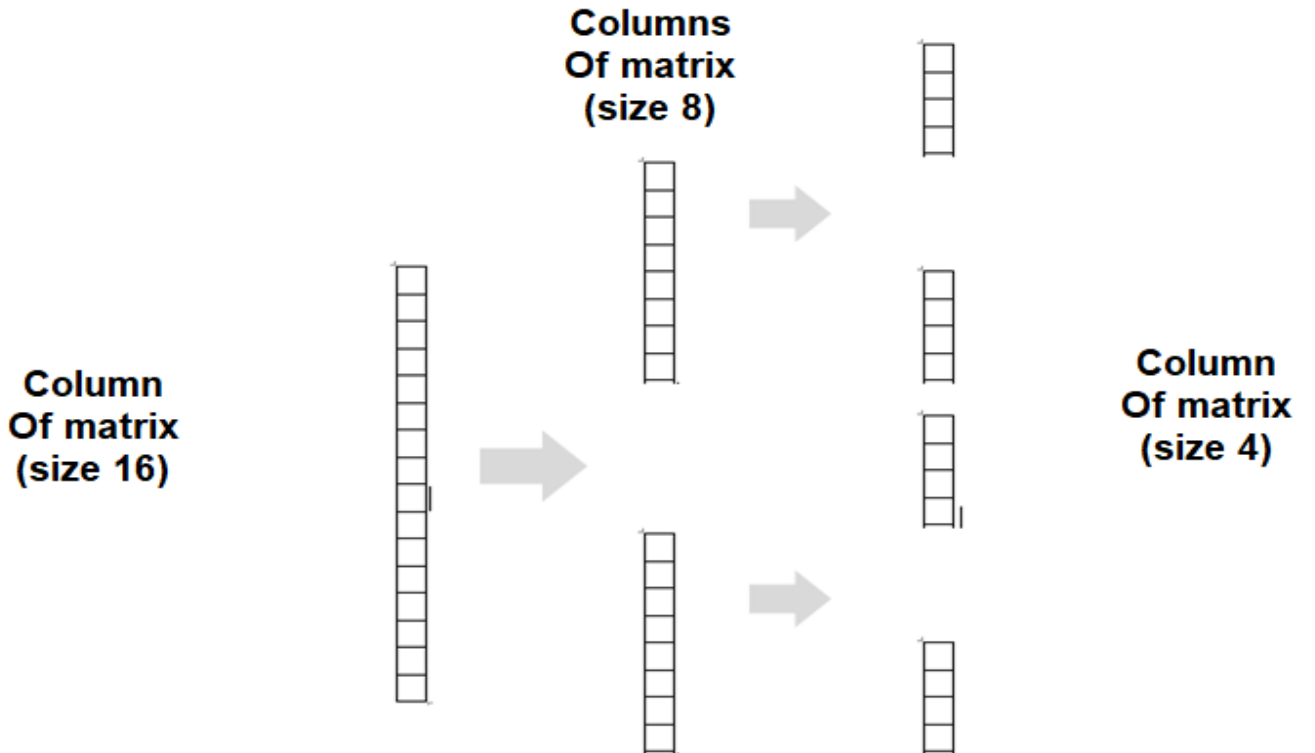 Columns
Of matrix
(size 8)
Column
Of matrix
(size 16)
Column
Of matrix
(size 4)